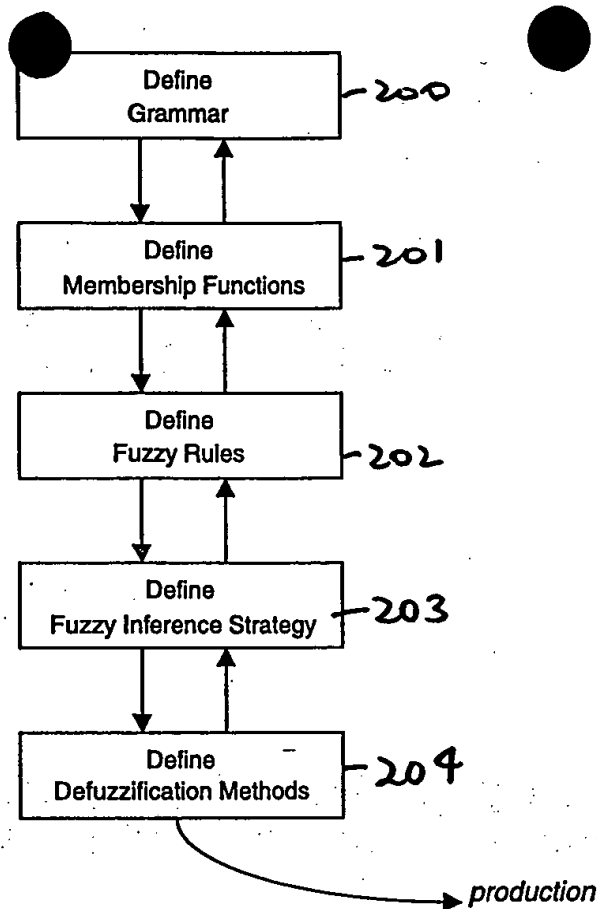 Define
Grammar
200
Define
Membership Functions
201
Define
Fuzzy Rules
202
Define
Fuzzy Inference Strategy
203
Define
Defuzzification Methods
204
production